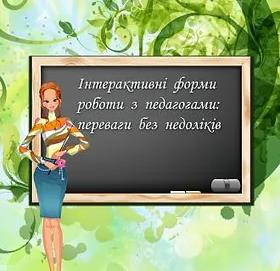 Інтерактивні форми
роботи з педагогами:
переваги без недоліків